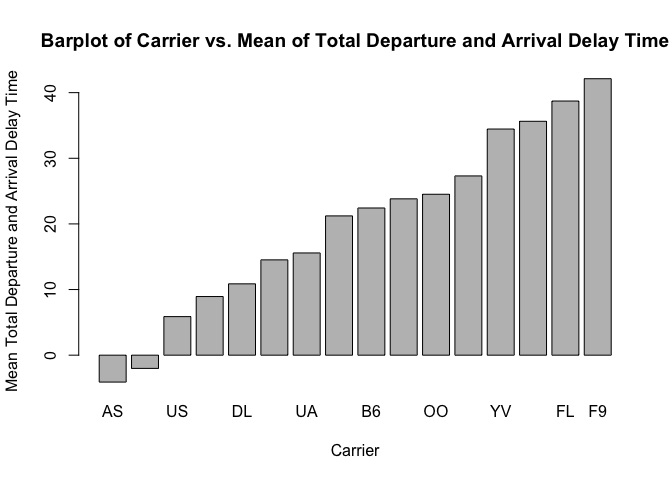 Barplot of Carrier vs. Mean of Total Departure and Arrival Delay Time
Mean Total Departure and Arrival Delay Time
40
30
20
10
0
AS US DL UA B6 OO YV FL F9
Carrier